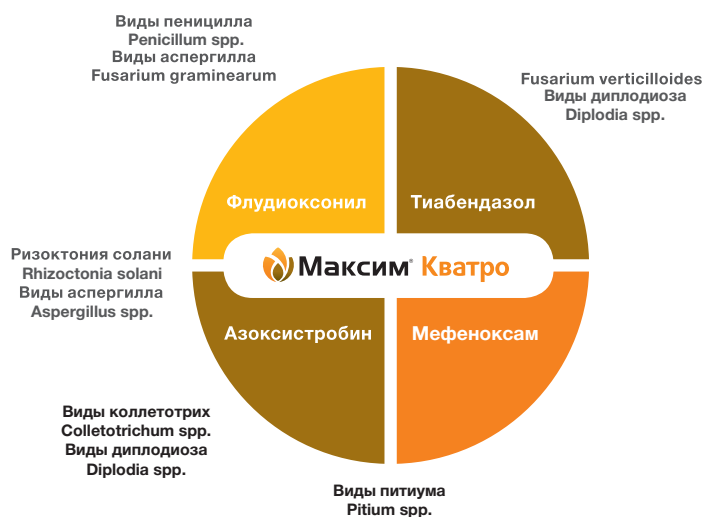 Виды пеницилла
Penicillum spp.
Виды аспергилла
Fusarium graminearum
Fusarium verticilloides
Виды диплодиоза
Diplodia spp.
Флудиоксонил
Тиабендазол
Ризоктония солани
Rhizoctonia solani
Виды аспергилла
Aspergillus spp.
Максим® Кватро
Азоксистробин
Мефеноксам
Виды коллетотрих
Colletotrichum spp.
Виды диплодиоза
Diplodia spp.
Виды питиума
Pitium spp.